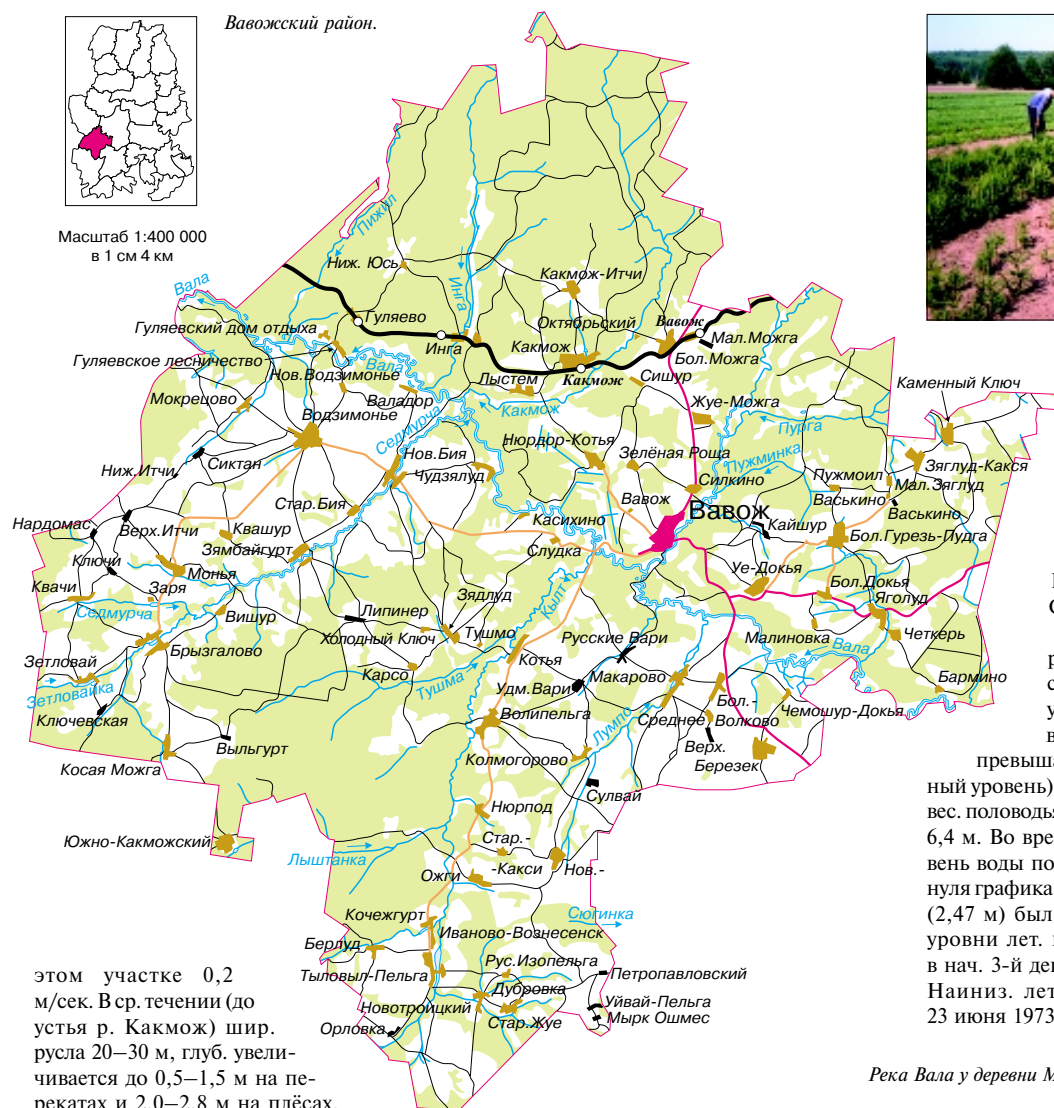 Вавожский район.
Масштаб 1:400 000
в 1 см 4 км
Пижил
Ниж. Юсь
Инга
Какмож-Итчи
Вала
Гуляево
Октябрьский
Вавож
Гуляевский дом отдыха
Инга
Какмож
Мал.Можга
Бол.Можга
Гуляевское лесничество
Вала
Нов.Водзимонье
Лыстем
Какмож
Сишур
Каменный Ключ
Мокрецово
Валадор
Какмож
Жуе-Можга
Водзимонье
Седмурча
Пурга
Нюрдор-Котья
Ниж.Итчи
Сиктан
Нов.Бия
Чудзялуд
Зелёная Роща
Пужминка
Зяглуд-Какся
Силкино
Пужмоил
Мал.Зяглуд
Стар.Бия
Вавож
Васькино
Васькино
Нардомас
Верх.Итчи
Квашур
Касихино
Вавож
Кайшур
Бол.Гурезь-Пудга
Ключи
Зямбайгурт
Слудка
Монья
Уе-Докья
Квачи
Заря
Зядлуд
Кылт
Бол.Докья
Яголуд
Седмурча
Вишур
Липинер
Холодный Ключ
Тушмо
Русские Вари
Малиновка
Четкерь
Зетловай
Брызгалово
Котья
Вала
Карсо
Тушма
Макарово
Зетловайка
Удм.Вари
Бармино
Ключевская
Волипельга
Среднее
Бол.-
Волково
Чемошур-Докья
Выльгурт
Лумпо
Верх.
Березек
Косая Можга
Колмогорово
Сулвай
Нюрпод
Южно-Какможский
Стар.-
Лыштанка
-Какси
Нов.-
Ожги
Кочежгурт
Сюгинка
Иваново-Вознесенск
Берлуд
Рус.Изопельга
Тыловыл-Пельга
Петропавловский
Дубровка
Новотроицкий
Уйвай-Пельга
Мырк Ошмес
Орловка
Стар.Жуе
этом участке 0,2
м/сек. В ср. течении (до
устья р. Какмож) шир.
русла 20–30 м, глуб. увели-
чивается до 0,5–1,5 м на пе-
рекатах и 2,0–2,8 м на плёсах
С
р
с
у
в
превыша
ный уровень)
вес. половодья
6,4 м. Во вре
вень воды по
нуля графика
(2,47 м) был
уровни лет.
в нач. 3-й де
Наиниз. лет
23 июня 1973
Река Вала у деревни М